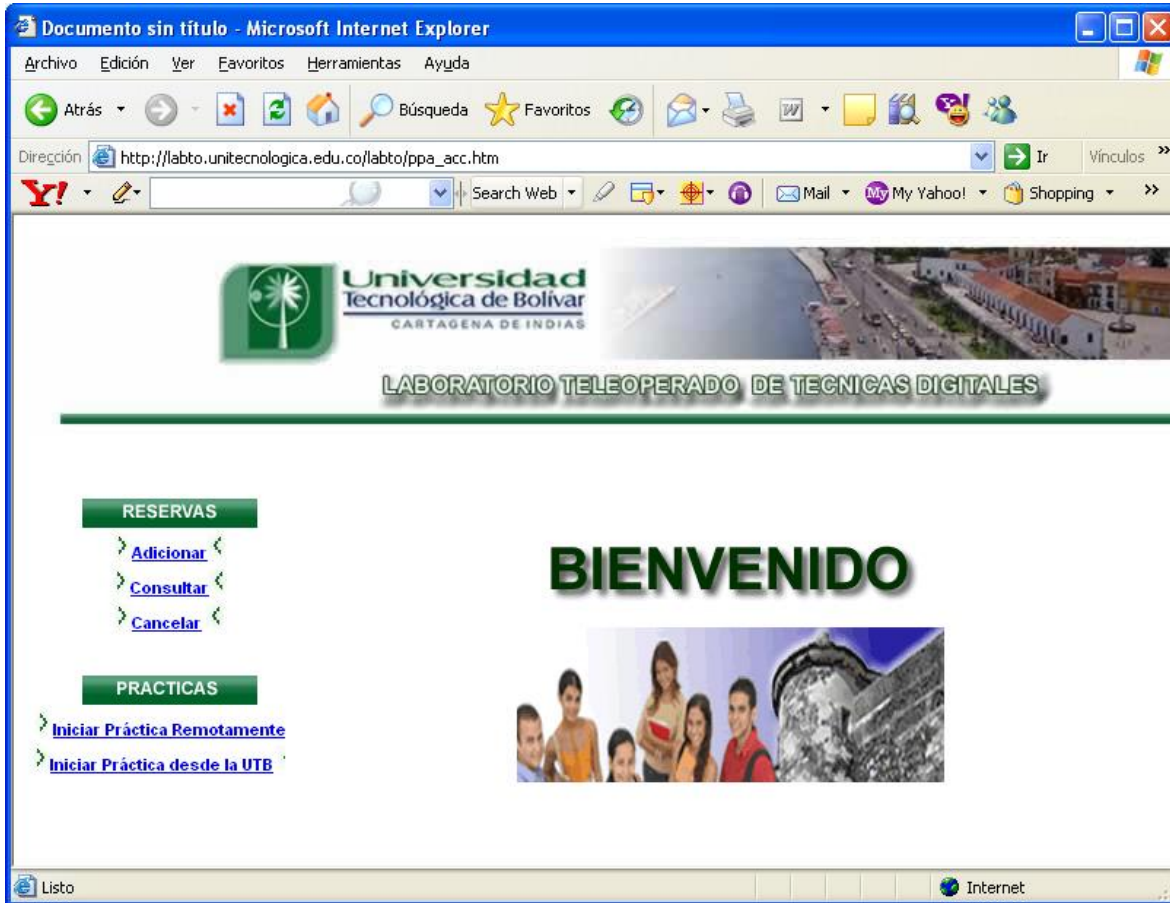 Documento sin título - Microsoft Internet Explorer
Archivo Edición Ver Favoritos Herramientas Ayuda
Atrás Búsqueda Favoritos W
Dirección http://labto.unitecnologica.edu.co/labto/ppa_acc.htm Ir Vínculos »
Y! Search Web Mail My My Yahoo! Shopping »
Universidad
Tecnológica de Bolívar
CARTAGENA DE INDIAS
LABORATORIO TELEOPERADO DE TECNICAS DIGITALES
RESERVAS
Adicionar
Consultar
Cancelar
BIENVENIDO
PRACTICAS
Iniciar Práctica Remotamente
Iniciar Práctica desde la UTB
Listo Internet